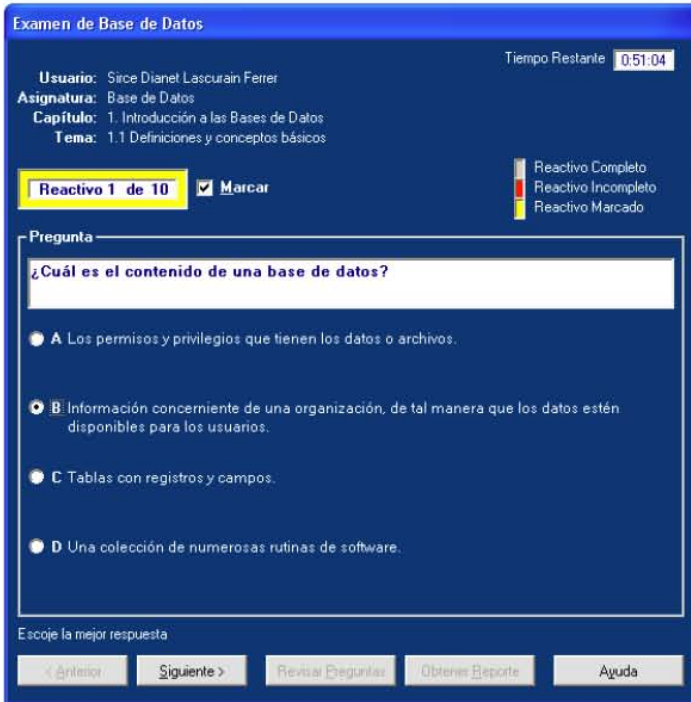 Examen de Base de Datos
Tiempo Restante 0:51:04
Usuario: Sirce Dianet Lascurain Ferrer
Asignatura: Base de Datos
Capítulo: 1. Introducción a las Bases de Datos
Tema: 1.1 Definiciones y conceptos básicos
Reactivo 1 de 10
Marcar
Reactivo Completo
Reactivo Incompleto
Reactivo Marcado
Pregunta
¿Cuál es el contenido de una base de datos?
A Los permisos y privilegios que tienen los datos o archivos.
B Información concerniente de una organización, de tal manera que los datos estén
disponibles para los usuarios.
C Tablas con registros y campos.
D Una colección de numerosas rutinas de software.
Escoje la mejor respuesta
< Anterior
Siguiente >
Revisar Preguntas
Obtener Reporte
Ayuda